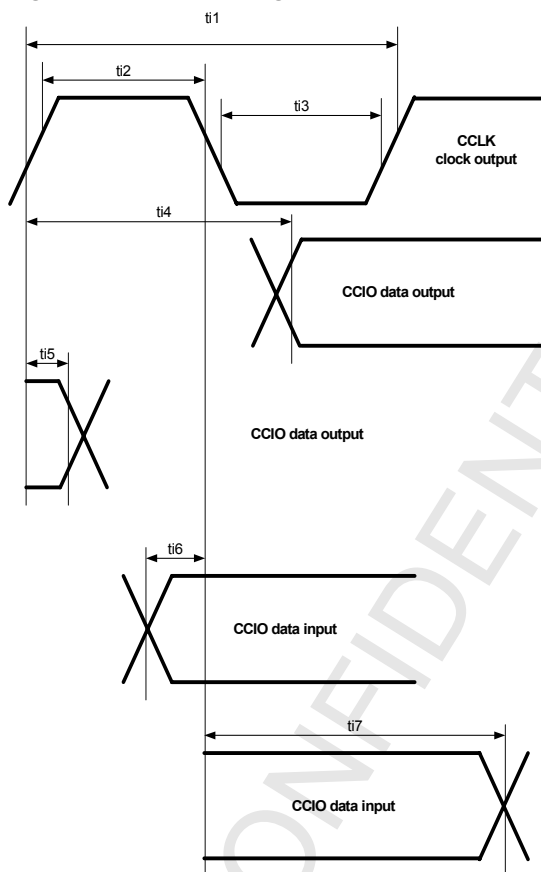 ti1
ti2
ti3
CCLK
clock output
ti4
CCIO data output
ti5
CCIO data output
ti6
CCIO data input
ti7
CCIO data input